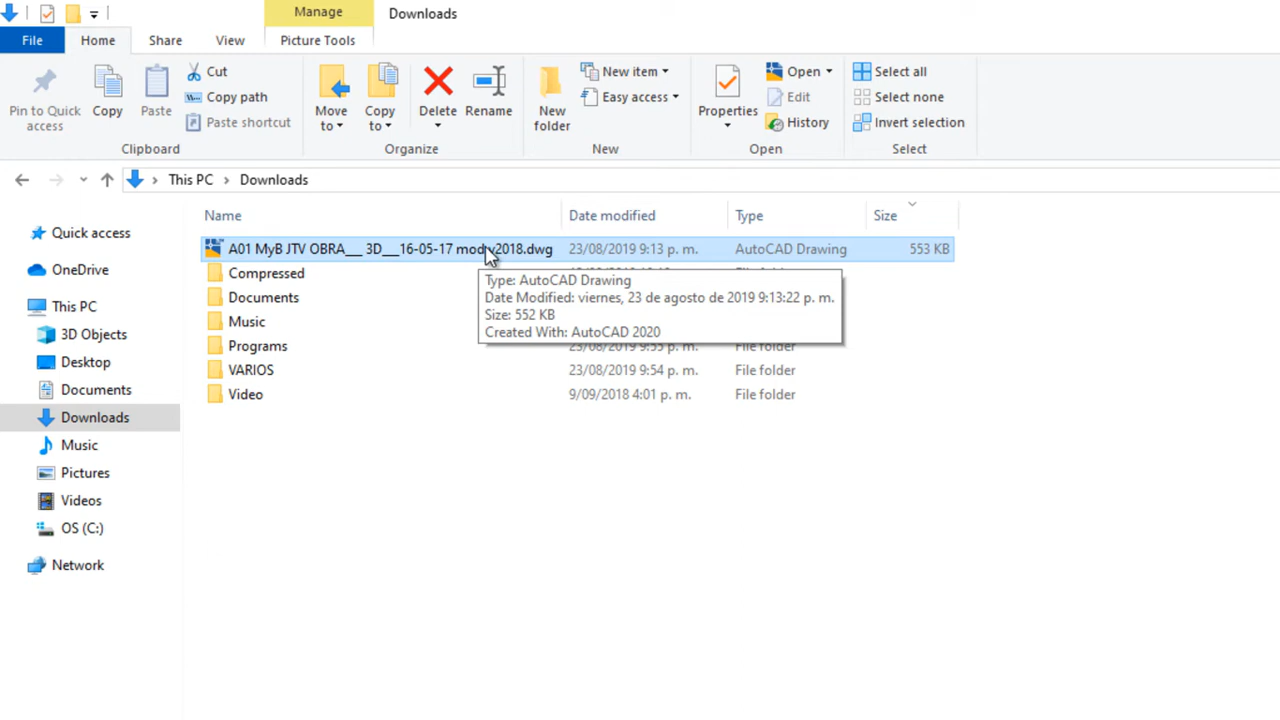 Manage
Downloads
File
Home
Share
View
Picture Tools
Pin to Quick access
Copy
Paste
Cut
Copy path
Paste shortcut
Clipboard
Move to
Copy to
Delete
Rename
Organize
New folder
New item
Easy access
New
Properties
Open
Edit
History
Open
Select all
Select none
Invert selection
Select
This PC > Downloads
Name Date modified Type Size
Quick access
OneDrive
This PC
3D Objects
Desktop
Documents
Downloads
Music
Pictures
Videos
OS (C:)
Network
A01 MyB JTV OBRA___ 3D___16-05-17 2018.dwg 23/08/2019 9:13 p. m. AutoCAD Drawing 553 KB
Compressed
Documents
Music
Programs 23/08/2019 9:55 p. m. File folder
VARIOS 23/08/2019 9:54 p. m. File folder
Video 9/09/2018 4:01 p. m. File folder
Type: AutoCAD Drawing
Date Modified: viernes, 23 de agosto de 2019 9:13:22 p. m.
Size: 552 KB
Created With: AutoCAD 2020